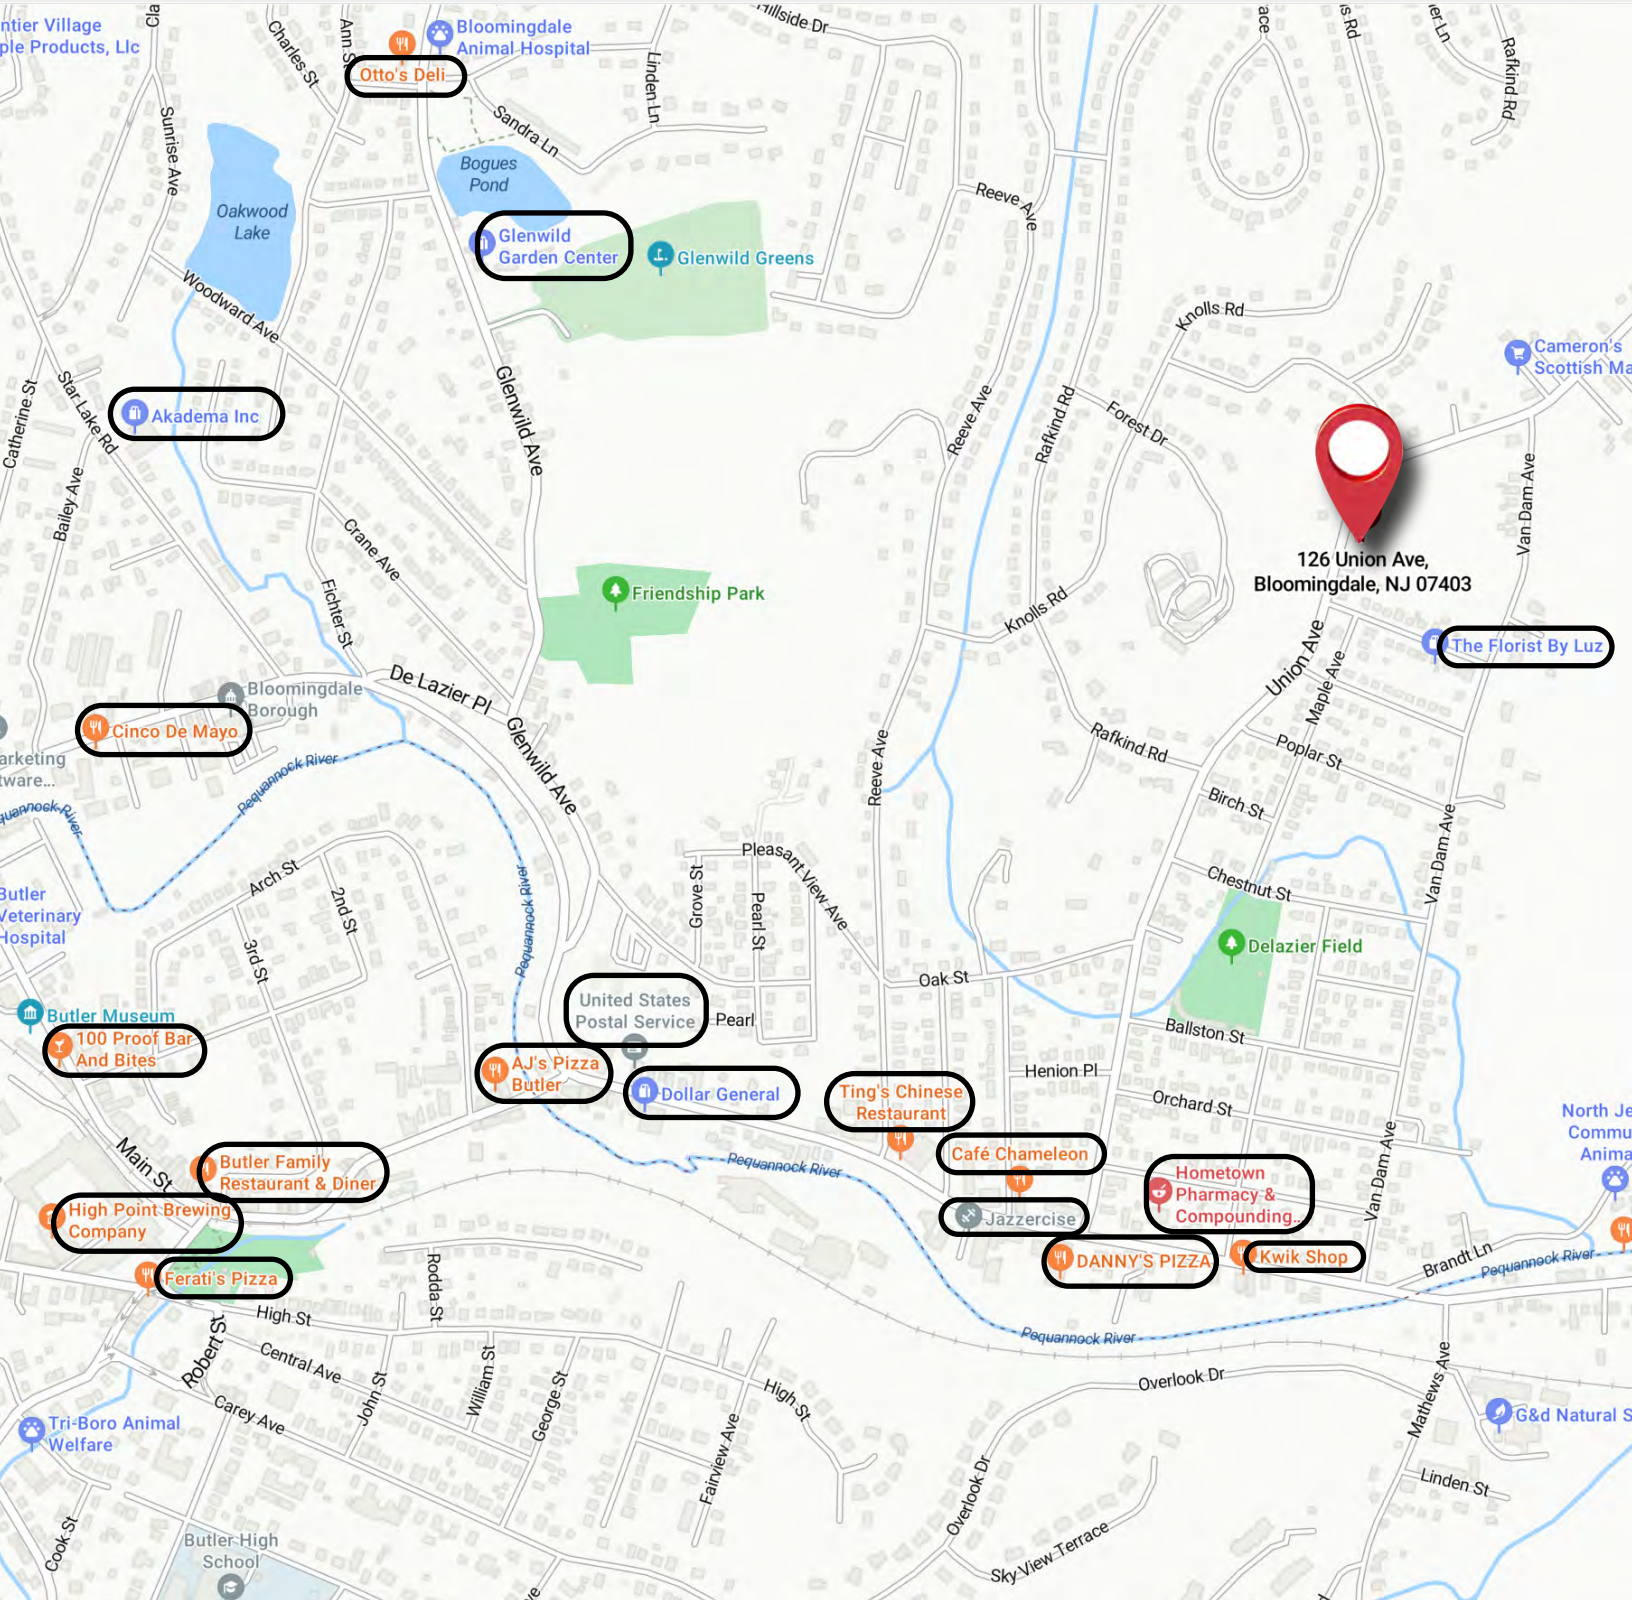 ntier Village
ple Products, Llc
Cla
Sunrise Ave
Charles St
Ann S
Otto's Deli
Bloomingdale
Animal Hospital
Hillside Dr
Linden Ln
Sandra Ln
Bogues
Pond
Oakwood
Lake
Glenwild
Garden Center
Glenwild Greens
Reeve Ave
ace
s Rd
er Ln
Rafkind Rd
Woodward Ave
Knolls Rd
Cameron's
Scottish Ma
Catherine St
Star Lake Rd
Akadema Inc
Glenwild Ave
Reeve Ave
Rafkind Rd
Forest Dr
Van Dam Ave
Bailey Ave
Crane Ave
Fichter St
126 Union Ave,
Bloomingdale, NJ 07403
Friendship Park
Knolls Rd
Union Ave
Maple Ave
The Florist By Luz
De Lazier Pl
Bloomingdale
Borough
Cinco De Mayo
Glenwild Ave
arketing
tware...
Pequannock River
quannock River
Reeve Ave
Rafkind Rd
Poplar St
Birch St
Van Dam Ave
Arch St
2nd St
3rd St
Pequannock River
Pleasant View Ave
Grove St
Pearl St
Chestnut St
Butler
Veterinary
Hospital
Delazier Field
Oak St
United States
Postal Service
Pearl
Butler Museum
100 Proof Bar
And Bites
Ballston St
AJ's Pizza
Butler
Dollar General
Henion Pl
Ting's Chinese
Restaurant
Orchard St
North Je
Commu
Anima
Main St
Butler Family
Restaurant & Diner
Pequannock River
Café Chameleon
Hometown
Pharmacy &
Compounding...
Van Dam Ave
High Point Brewing
Company
Jazzercise
DANNY'S PIZZA
Kwik Shop
Brandt Ln
Pequannock River
Ferati's Pizza
Rodda St
High St
Robert St
Pequannock River
Central Ave
John St
William St
George St
Carey Ave
High St
Fairview Ave
Overlook Dr
Mathews Ave
Tri-Boro Animal
Welfare
G&d Natural S
Overlook Dr
Linden St
Cook St
Butler High
School
Sky View Terrace